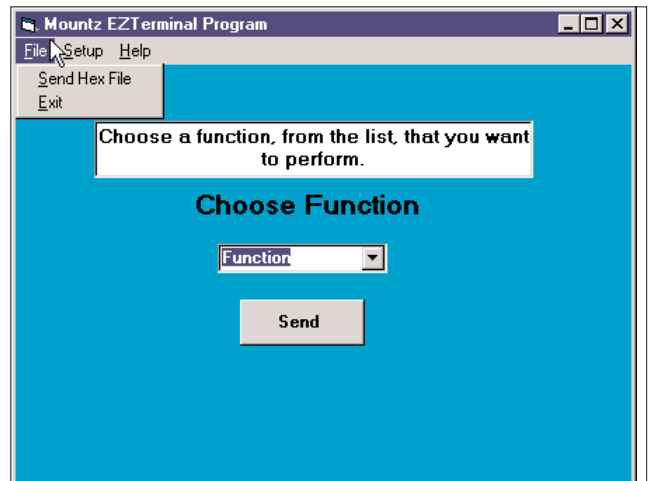 Mountz EZTerminal Program
File Setup Help
Send Hex File
Exit
Choose a function, from the list, that you want
to perform.
Choose Function
Function
Send